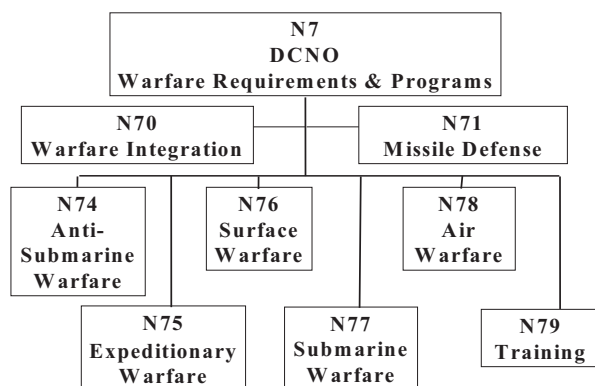 N7
DCNO
Warfare Requirements & Programs
N70
Warfare Integration
N71
Missile Defense
N74
Anti-
Submarine
Warfare
N76
Surface
Warfare
N78
Air
Warfare
N75
Expeditionary
Warfare
N77
Submarine
Warfare
N79
Training